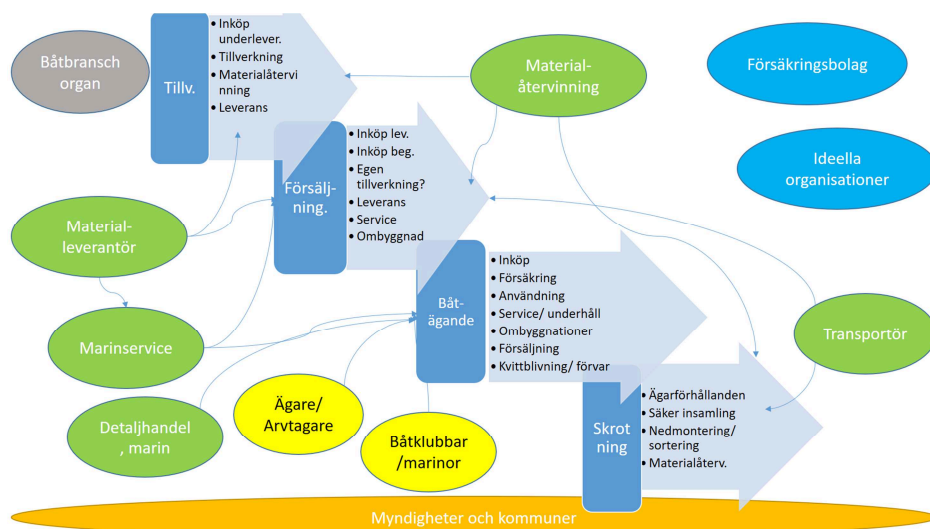 Båtbransch
organ
Tillv.
• Inköp
underlever.
• Tillverkning
• Materialåtervi
nning
• Leverans
Material-
återvinning
Försäkringsbolag
Ideella
organisationer
Försälj-
ning.
• Inköp lev.
• Inköp beg.
• Egen
tillverkning?
• Leverans
• Service
• Ombyggnad
Material-
leverantör
Båt-
ägande
• Inköp
• Försäkring
• Användning
• Service/ underhåll
• Ombyggnationer
• Försäljning
• Kvittblivning/ förvar
Marinservice
Transportör
Detaljhandel
, marin
Ägare/
Arvtagare
Båtklubbar
/marinor
Skrot
ning
• Ägarförhållanden
• Säker insamling
• Nedmontering/
sortering
• Materialåterv.
Myndigheter och kommuner